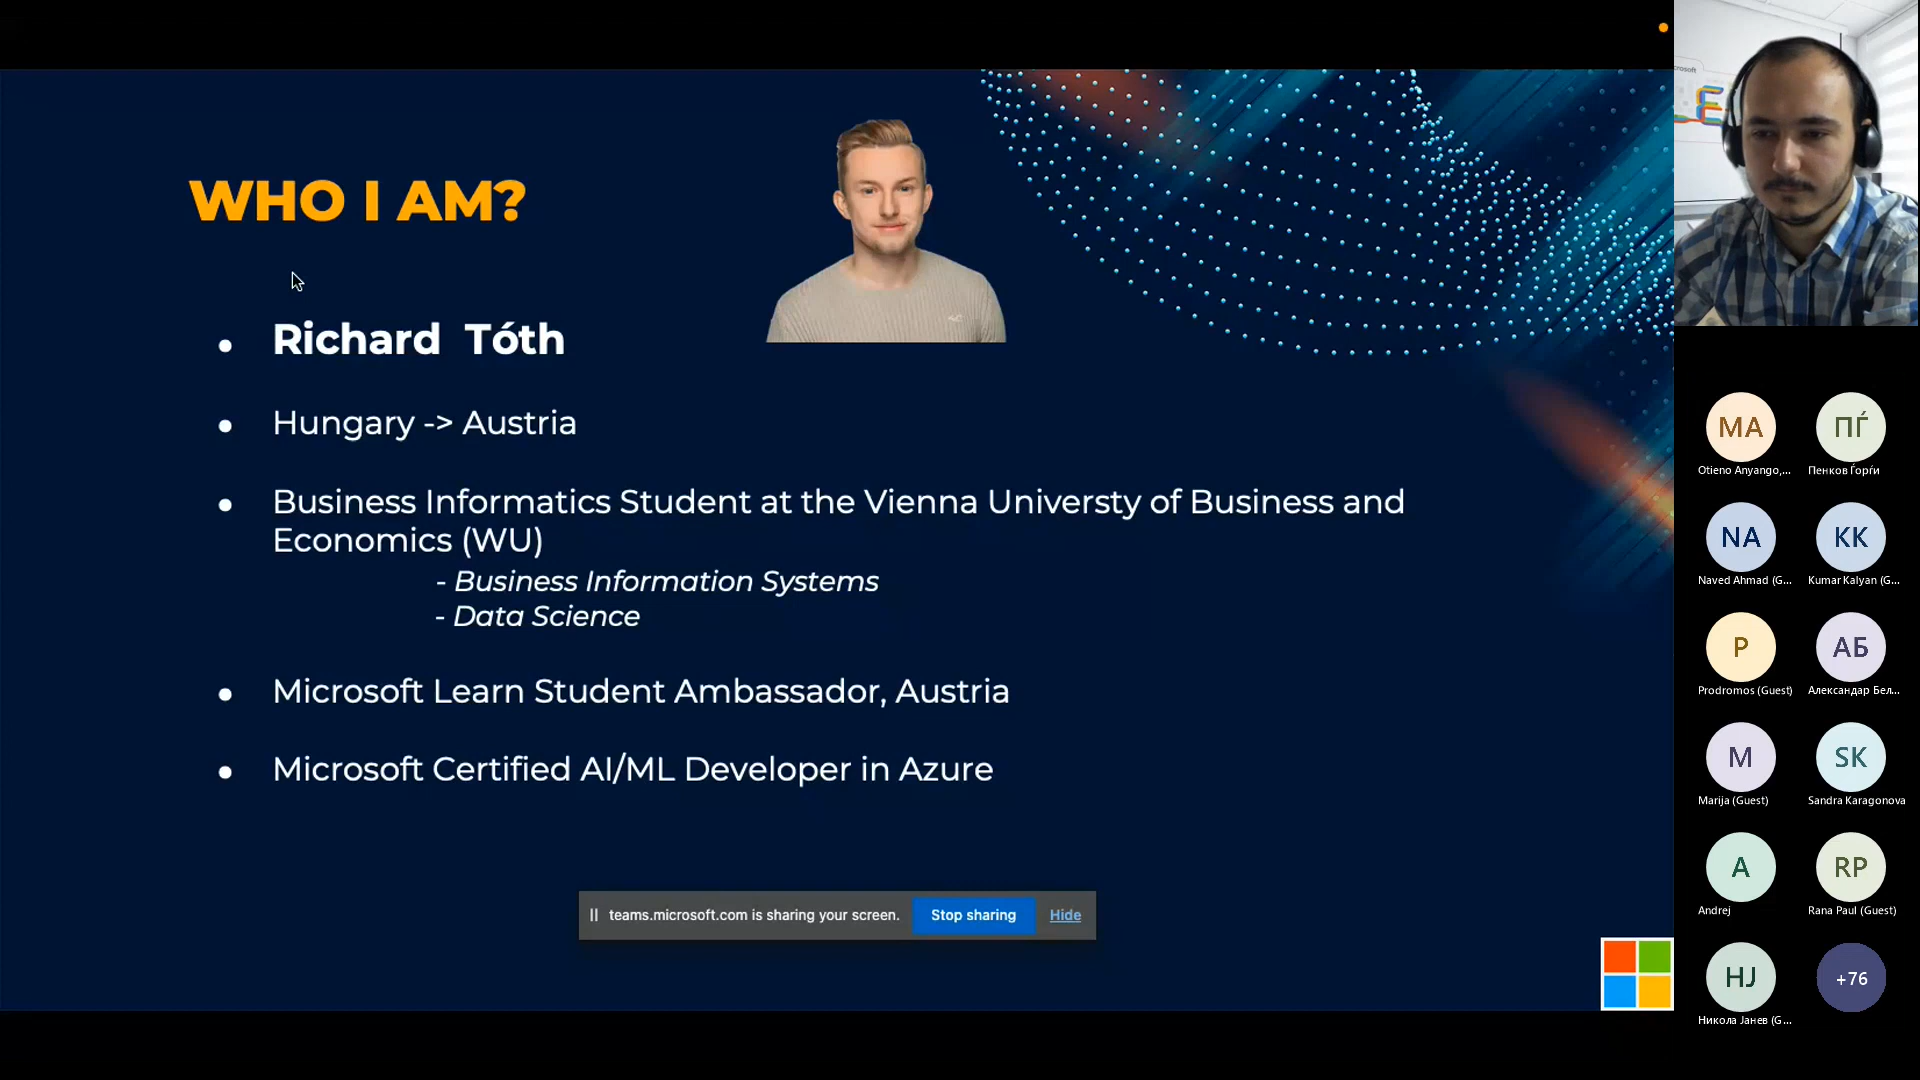 WHO I AM?
Richard Tóth
Hungary -> Austria
Business Informatics Student at the Vienna Universty of Business and
Economics (WU)
- Business Information Systems
- Data Science
Microsoft Learn Student Ambassador, Austria
Microsoft Certified AI/ML Developer in Azure
teams.microsoft.com is sharing your screen.
Stop sharing
Hide
MA
ПЃ
Otieno Anyango,...
Пенков Ѓорѓи
NA
KK
Naved Ahmad (G...
Kumar Kalyan (G...
P
АБ
Prodromos (Guest)
Александар Бел...
M
SK
Marija (Guest)
Sandra Karagonova
A
RP
Andrej
Rana Paul (Guest)
НЈ
+76
Никола Јанев (G...